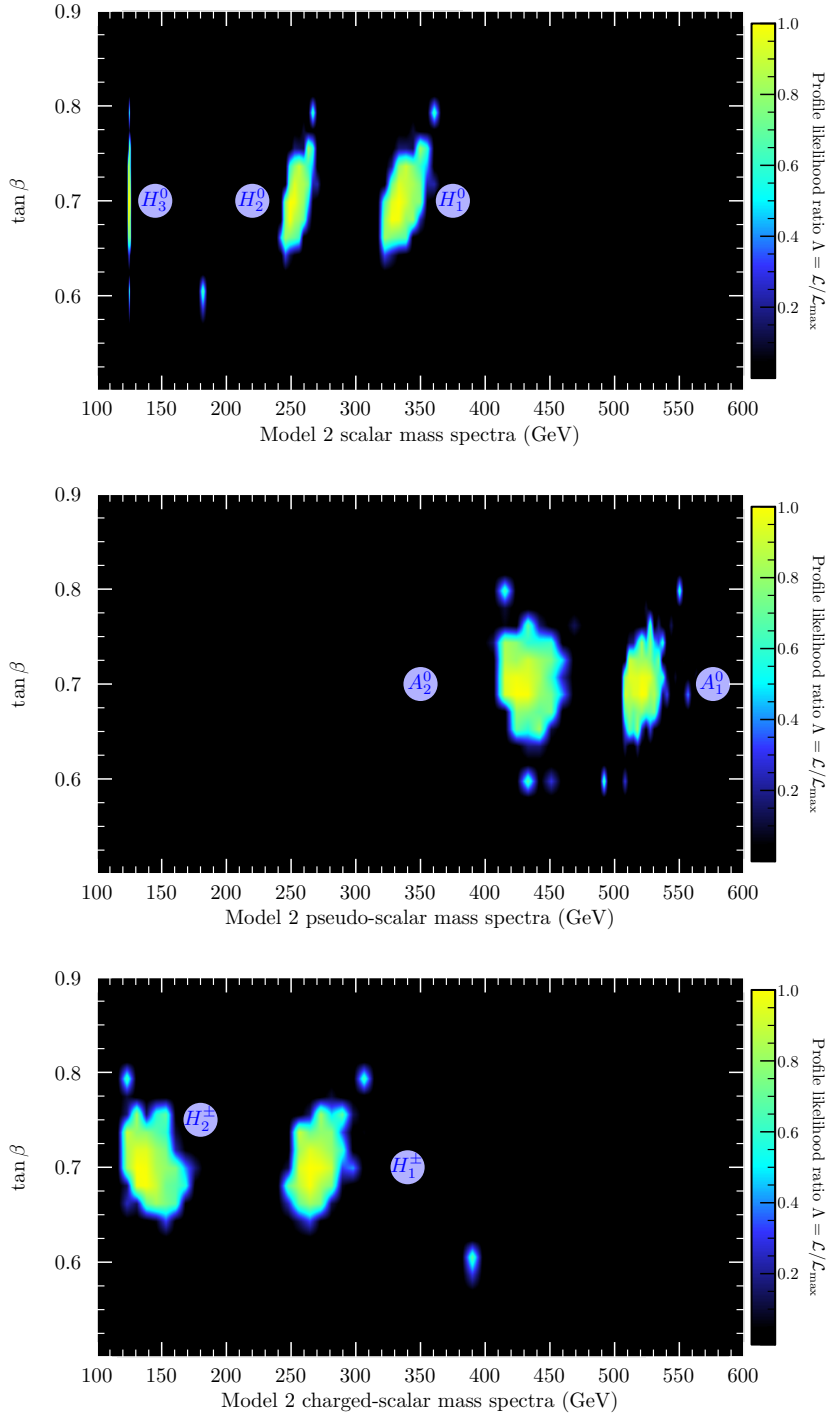 0.9
0.8
0.7
0.6
tan β
H₃⁰
H₂⁰
H₁⁰
100 150 200 250 300 350 400 450 500 550 600
Model 2 scalar mass spectra (GeV)
1.0
0.8
0.6
0.4
0.2
Profile likelihood ratio Λ = ℒ/ℒmax
0.9
0.8
0.7
0.6
tan β
A₂⁰
A₁⁰
100 150 200 250 300 350 400 450 500 550 600
Model 2 pseudo-scalar mass spectra (GeV)
1.0
0.8
0.6
0.4
0.2
Profile likelihood ratio Λ = ℒ/ℒmax
0.9
0.8
0.7
0.6
tan β
H₂±
H₁±
100 150 200 250 300 350 400 450 500 550 600
Model 2 charged-scalar mass spectra (GeV)
1.0
0.8
0.6
0.4
0.2
Profile likelihood ratio Λ = ℒ/ℒmax